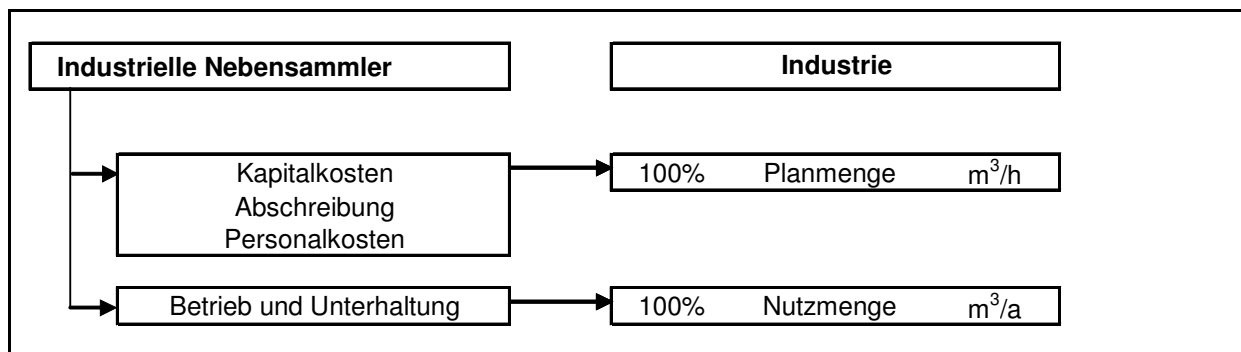 Industrielle Nebensammler
Industrie
Kapitalkosten
Abschreibung
Personalkosten
100% Planmenge m³/h
Betrieb und Unterhaltung
100% Nutzmenge m³/a